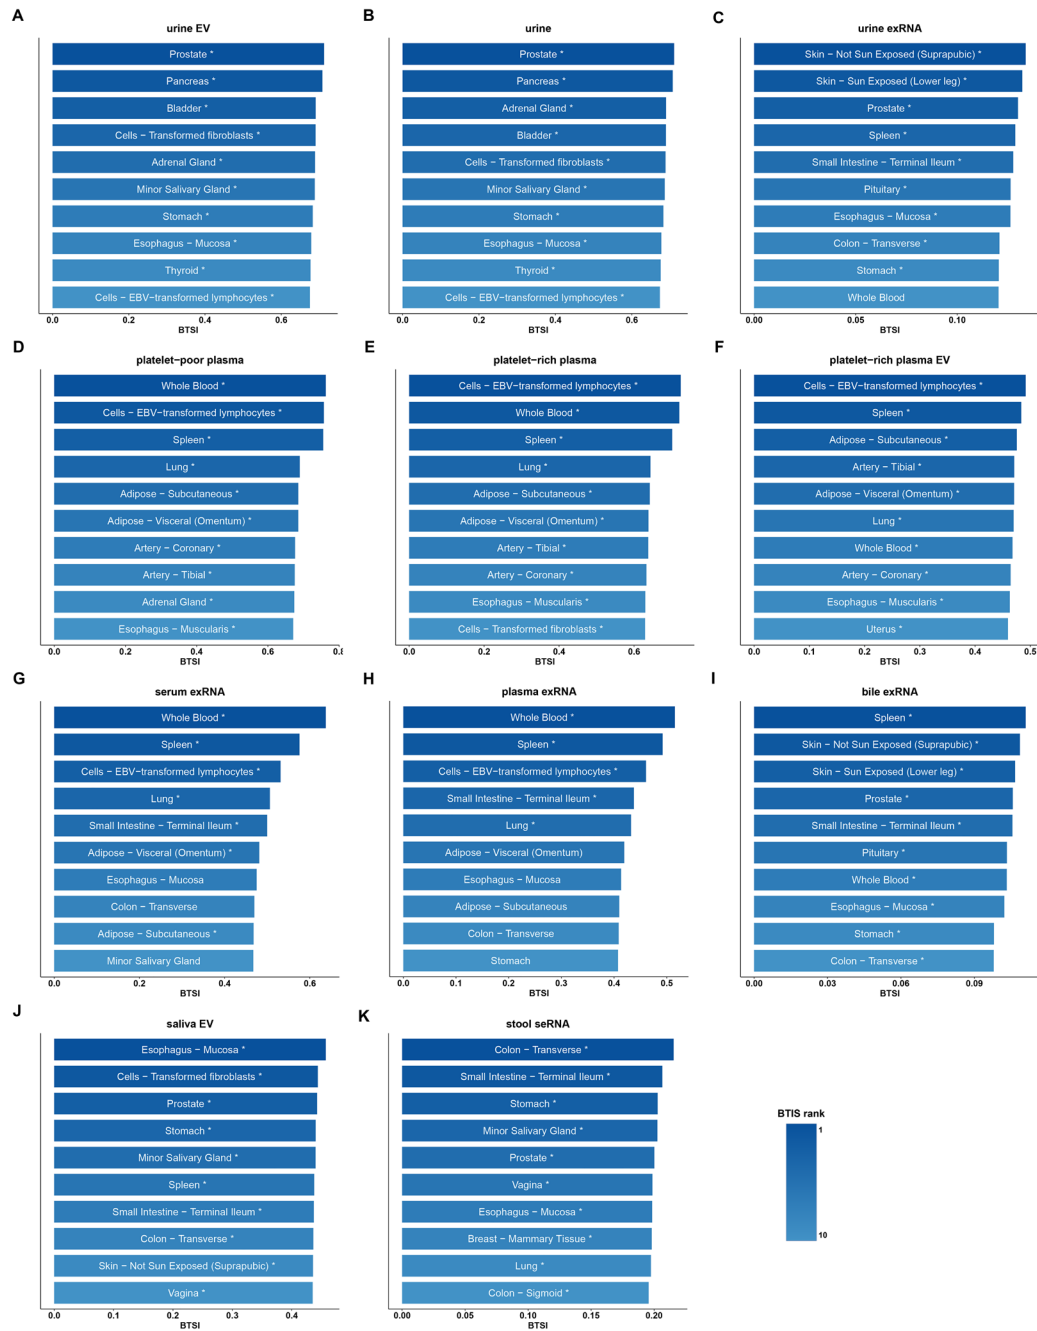 A
urine EV
Prostate *
Pancreas *
Bladder *
Cells − Transformed fibroblasts *
Adrenal Gland *
Minor Salivary Gland *
Stomach *
Esophagus − Mucosa *
Thyroid *
Cells − EBV−transformed lymphocytes *
0.0 0.2 0.4 0.6
BTSI
B
urine
Prostate *
Pancreas *
Adrenal Gland *
Bladder *
Cells − Transformed fibroblasts *
Minor Salivary Gland *
Stomach *
Esophagus − Mucosa *
Thyroid *
Cells − EBV−transformed lymphocytes *
0.0 0.2 0.4 0.6
BTSI
C
urine exRNA
Skin − Not Sun Exposed (Suprapubic) *
Skin − Sun Exposed (Lower leg) *
Prostate *
Spleen *
Small Intestine − Terminal Ileum *
Pituitary *
Esophagus − Mucosa *
Colon − Transverse *
Stomach *
Whole Blood
0.00 0.05 0.10
BTSI
D
platelet−poor plasma
Whole Blood *
Cells − EBV−transformed lymphocytes *
Spleen *
Lung *
Adipose − Subcutaneous *
Adipose − Visceral (Omentum) *
Artery − Coronary *
Artery − Tibial *
Adrenal Gland *
Esophagus − Muscularis *
0.0 0.2 0.4 0.6
BTSI
E
platelet−rich plasma
Cells − EBV−transformed lymphocytes *
Whole Blood *
Spleen *
Lung *
Adipose − Subcutaneous *
Adipose − Visceral (Omentum) *
Artery − Tibial *
Artery − Coronary *
Esophagus − Muscularis *
Cells − Transformed fibroblasts *
0.0 0.2 0.4 0.6
BTSI
F
platelet−rich plasma EV
Cells − EBV−transformed lymphocytes *
Spleen *
Adipose − Subcutaneous *
Artery − Tibial *
Adipose − Visceral (Omentum) *
Lung *
Whole Blood *
Artery − Coronary *
Esophagus − Muscularis *
Uterus *
0.0 0.1 0.2 0.3 0.4 0.5
BTSI
G
serum exRNA
Whole Blood *
Spleen *
Cells − EBV−transformed lymphocytes *
Lung *
Small Intestine − Terminal Ileum *
Adipose − Visceral (Omentum) *
Esophagus − Mucosa
Colon − Transverse
Adipose − Subcutaneous *
Minor Salivary Gland
0.0 0.2 0.4 0.6
BTSI
H
plasma exRNA
Whole Blood *
Spleen *
Cells − EBV−transformed lymphocytes *
Small Intestine − Terminal Ileum *
Lung *
Adipose − Visceral (Omentum)
Esophagus − Mucosa
Adipose − Subcutaneous
Colon − Transverse
Stomach
0.0 0.1 0.2 0.3 0.4 0.5
BTSI
I
bile exRNA
Spleen *
Skin − Not Sun Exposed (Suprapubic) *
Skin − Sun Exposed (Lower leg) *
Prostate *
Small Intestine − Terminal Ileum *
Pituitary *
Whole Blood *
Esophagus − Mucosa *
Stomach *
Colon − Transverse *
0.00 0.03 0.06 0.09
BTSI
J
saliva EV
Esophagus − Mucosa *
Cells − Transformed fibroblasts *
Prostate *
Stomach *
Minor Salivary Gland *
Spleen *
Small Intestine − Terminal Ileum *
Colon − Transverse *
Skin − Not Sun Exposed (Suprapubic) *
Vagina *
0.0 0.1 0.2 0.3 0.4
BTSI
K
stool seRNA
Colon − Transverse *
Small Intestine − Terminal Ileum *
Stomach *
Minor Salivary Gland *
Prostate *
Vagina *
Esophagus − Mucosa *
Breast − Mammary Tissue *
Lung *
Colon − Sigmoid *
0.00 0.05 0.10 0.15 0.20
BTSI
BTIS rank
1
10